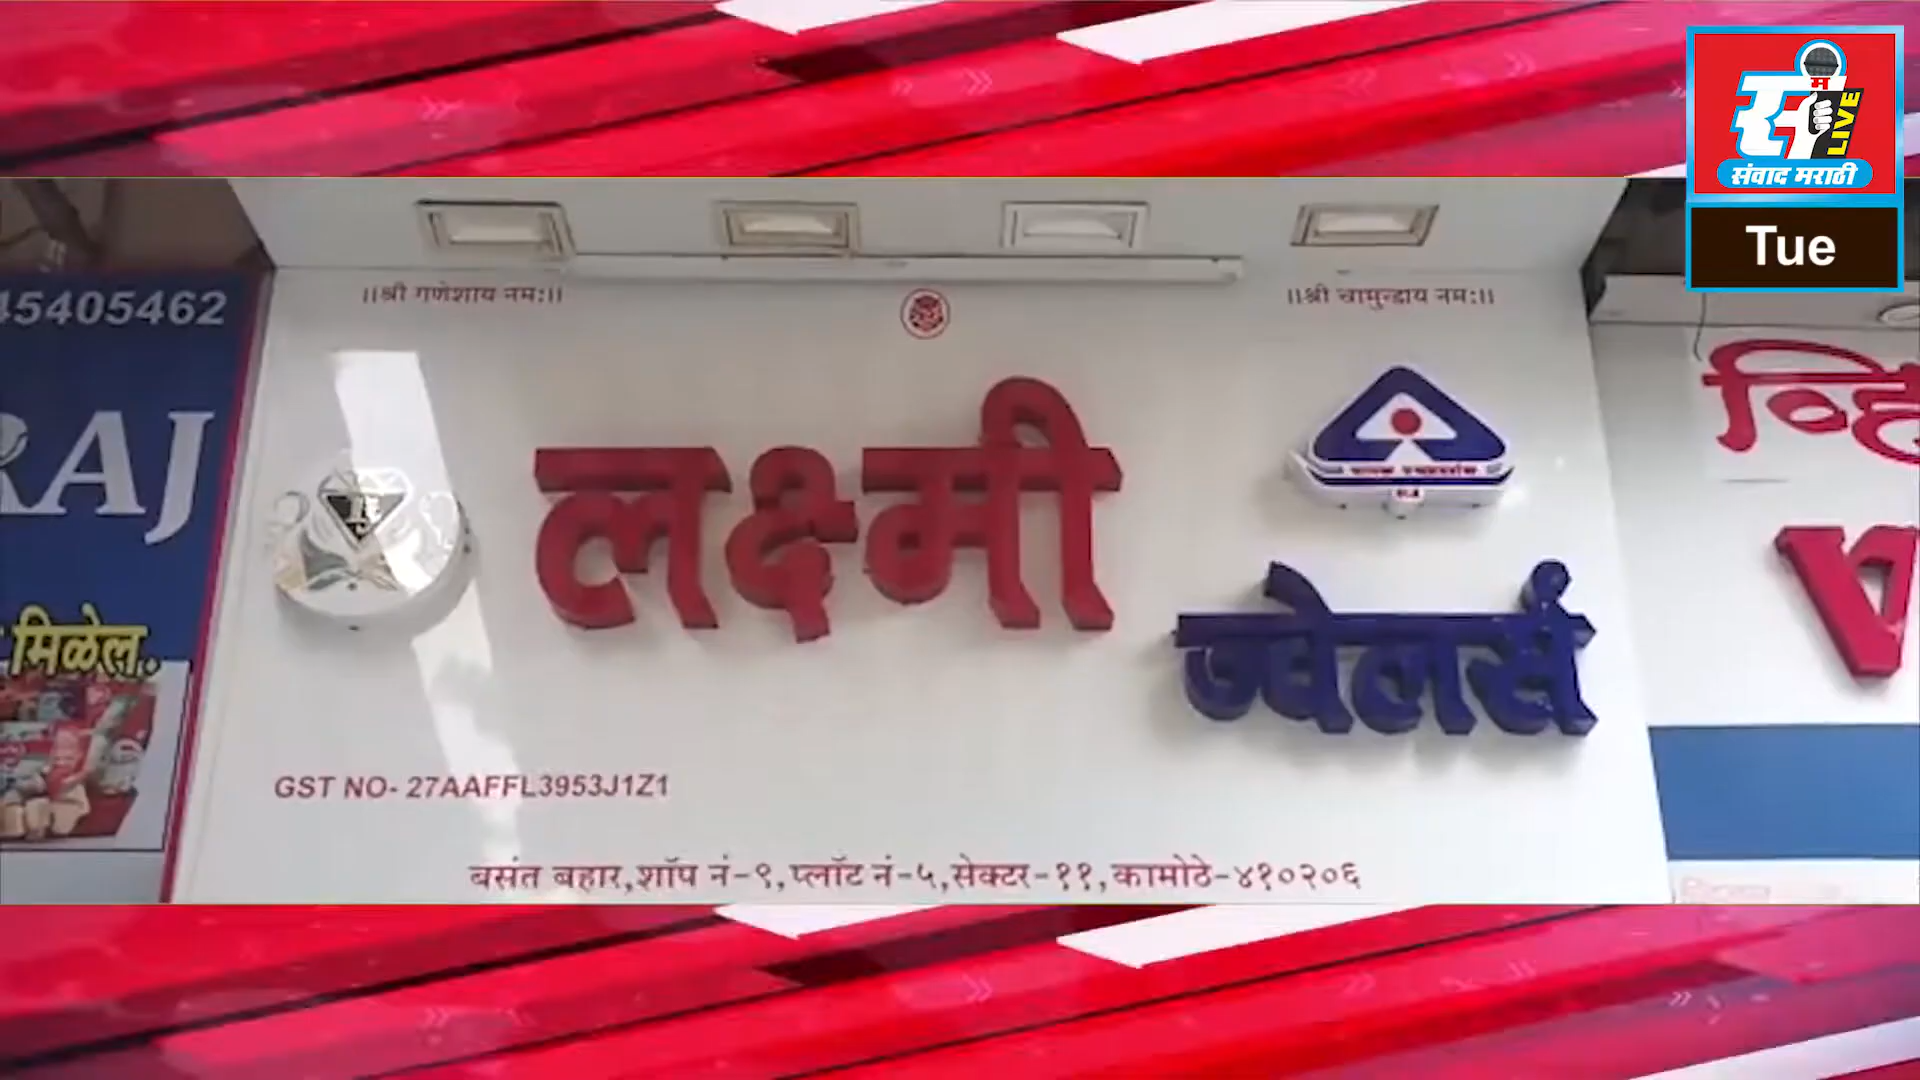 म
LIVE
संवाद मराठी
Tue
45405462
RAJ
मिळेल.
।।श्री गणेशाय नमः।।
।।श्री चामुन्डाय नमः।।
लक्ष्मी
ज्वेलर्स
GST NO- 27AAFFL3953J1Z1
बसंत बहार,शॉप नं-९,प्लॉट नं-५,सेक्टर-११,कामोठे-४१०२०६